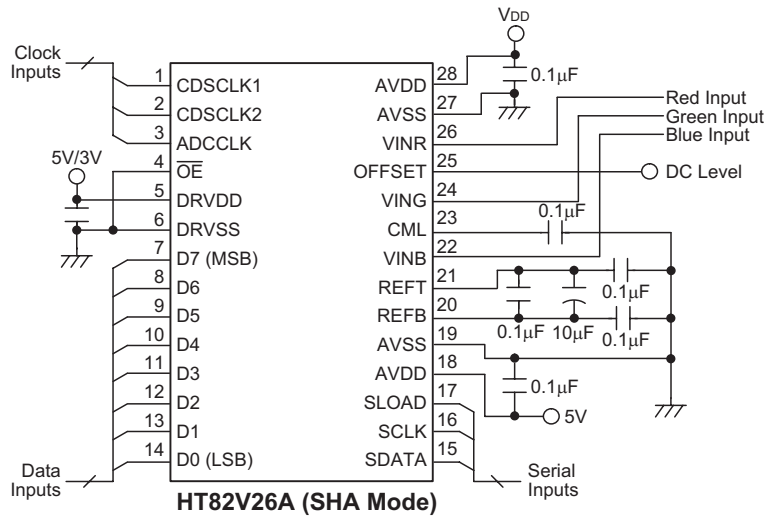 VDD
Clock
Inputs
1 CDSCLK1
2 CDSCLK2
3 ADCCLK
4 OE
5V/3V
5 DRVDD
6 DRVSS
7 D7 (MSB)
8 D6
9 D5
10 D4
11 D3
12 D2
13 D1
14 D0 (LSB)
Data
Inputs
AVDD 28
0.1µF
AVSS 27
VINR 26
Red Input
Green Input
Blue Input
OFFSET 25
DC Level
VING 24
CML 23
0.1µF
VINB 22
REFT 21
0.1µF
REFB 20
0.1µF
10µF
0.1µF
AVSS 19
AVDD 18
0.1µF
5V
SLOAD 17
SCLK 16
SDATA 15
Serial
Inputs
HT82V26A (SHA Mode)